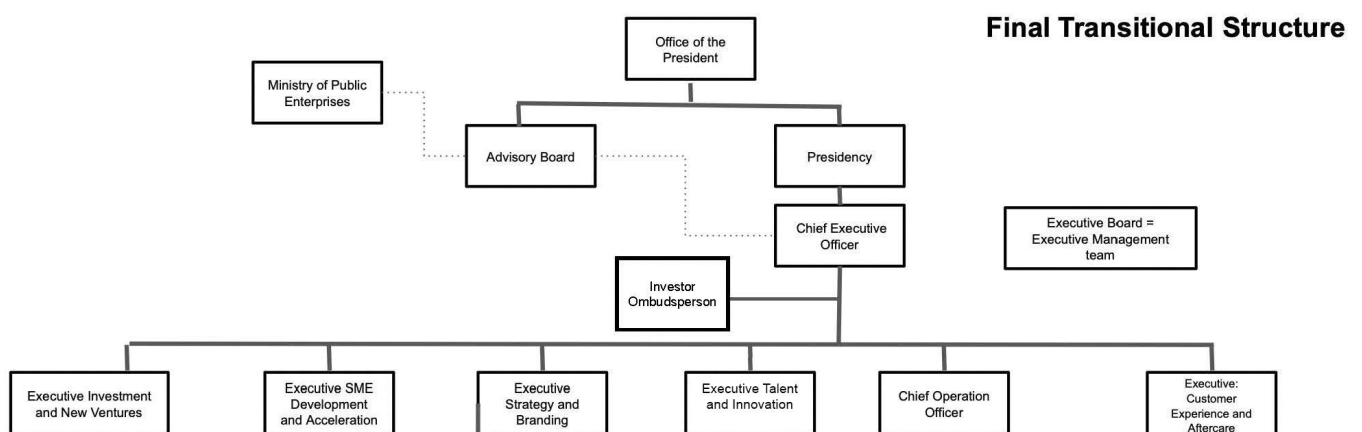 Final Transitional Structure
Office of the
President
Ministry of Public
Enterprises
Advisory Board
Presidency
Chief Executive
Officer
Executive Board =
Executive Management
team
Investor
Ombudsperson
Executive Investment
and New Ventures
Executive SME
Development
and Acceleration
Executive
Strategy and
Branding
Executive Talent
and Innovation
Chief Operation
Officer
Executive:
Customer
Experience and
Aftercare